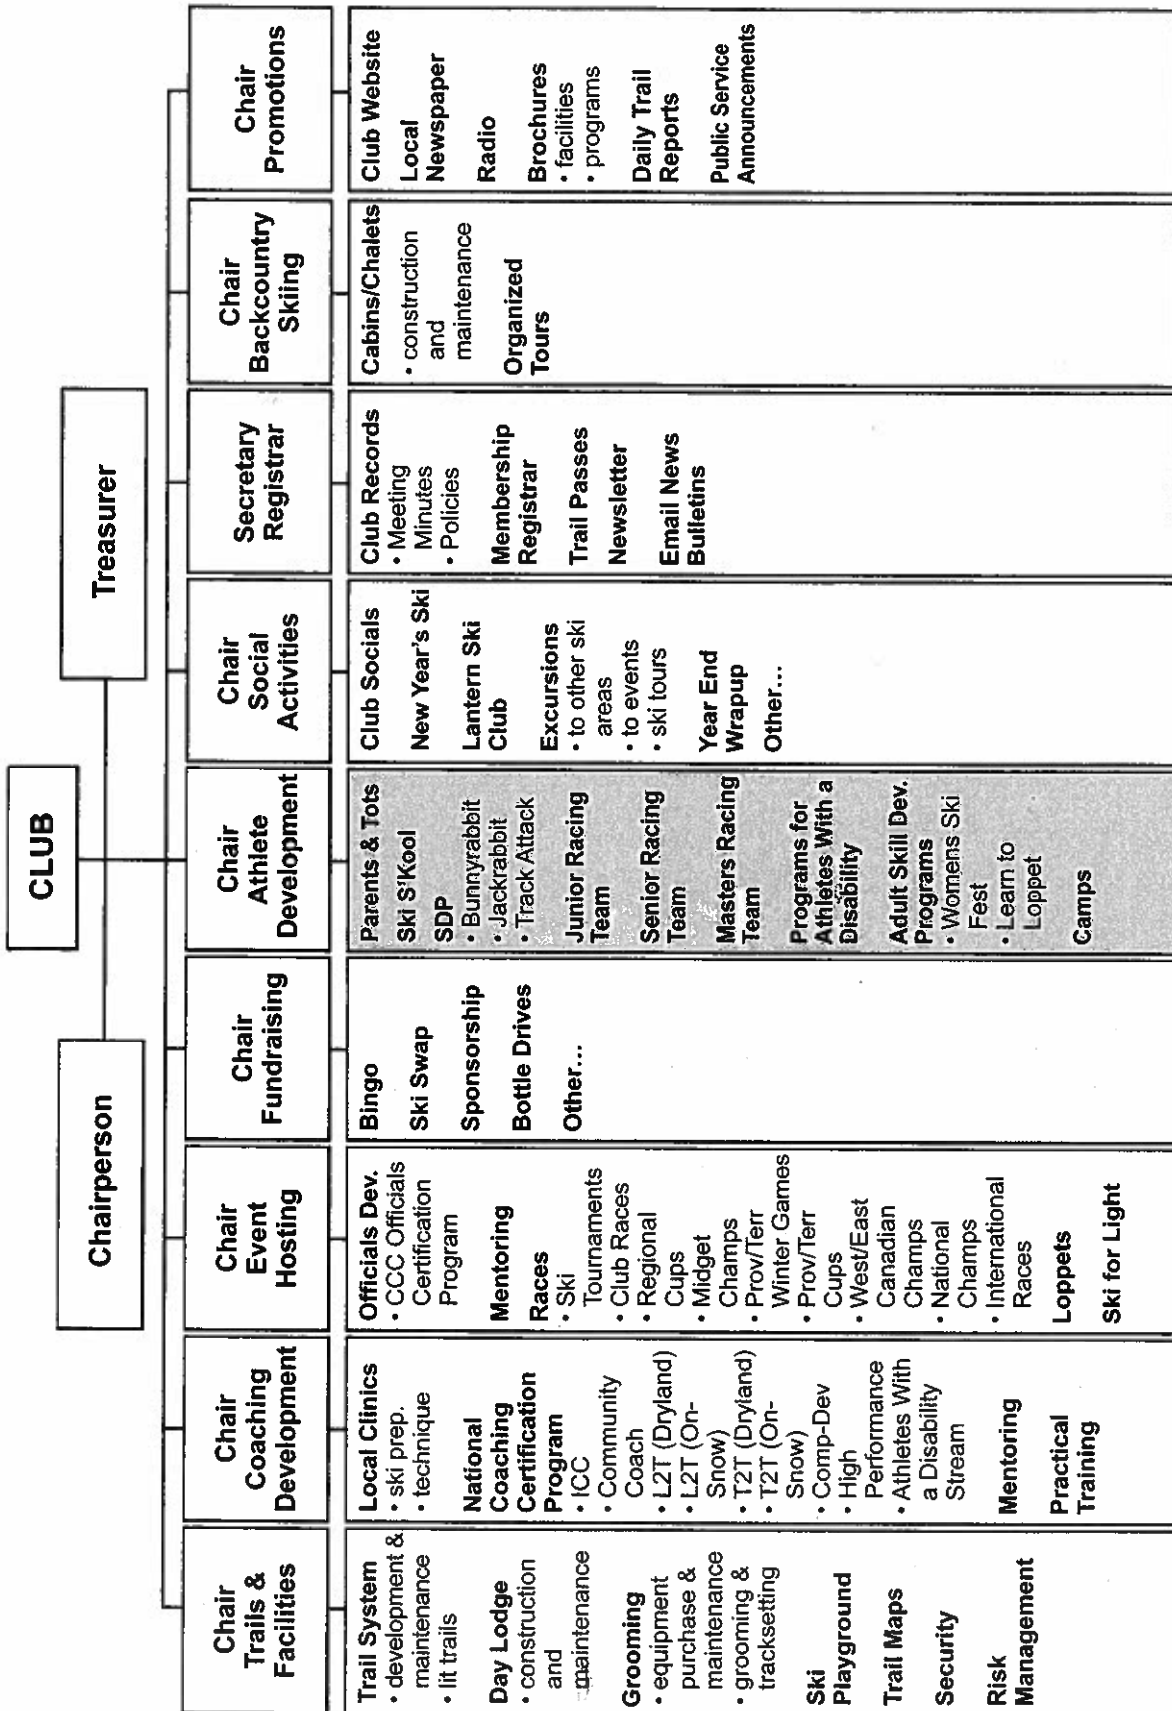 CLUB
Chairperson
Treasurer
Chair
Trails &
Facilities
Trail System
• development &
maintenance
• lit trails
Day Lodge
• construction
and
maintenance
Grooming
• equipment
purchase &
maintenance
• grooming &
tracksetting
Ski
Playground
Trail Maps
Security
Risk
Management
Chair
Coaching
Development
Local Clinics
• ski prep.
• technique
National
Coaching
Certification
Program
• ICC
• Community
Coach
• L2T (Dryland)
• L2T (On-
Snow)
• T2T (Dryland)
• T2T (On-
Snow)
• Comp-Dev
• High
Performance
• Athletes With
a Disability
Stream
Mentoring
Practical
Training
Chair
Event
Hosting
Officials Dev.
• CCC Officials
Certification
Program
Mentoring
Races
• Ski
Tournaments
• Club Races
• Regional
Cups
• Midget
Champs
• Prov/Terr
Winter Games
• Prov/Terr
Cups
• West/East
Canadian
Champs
• National
Champs
• International
Races
Loppets
Ski for Light
Chair
Fundraising
Bingo
Ski Swap
Sponsorship
Bottle Drives
Other...
Chair
Athlete
Development
Parents & Tots
Ski S'Kool
SDP
• Bunnyrabbit
• Jackrabbit
• Track Attack
Junior Racing
Team
Senior Racing
Team
Masters Racing
Team
Programs for
Athletes With a
Disability
Adult Skill Dev.
Programs
• Womens Ski
Fest
• Learn to
Loppet
Camps
Chair
Social
Activities
Club Socials
New Year's Ski
Lantern Ski
Club
Excursions
• to other ski
areas
• to events
• ski tours
Year End
Wrapup
Other...
Secretary
Registrar
Club Records
• Meeting
Minutes
• Policies
Membership
Registrar
Trail Passes
Newsletter
Email News
Bulletins
Chair
Backcountry
Skiing
Cabins/Chalets
• construction
and
maintenance
Organized
Tours
Chair
Promotions
Club Website
Local
Newspaper
Radio
Brochures
• facilities
• programs
Daily Trail
Reports
Public Service
Announcements